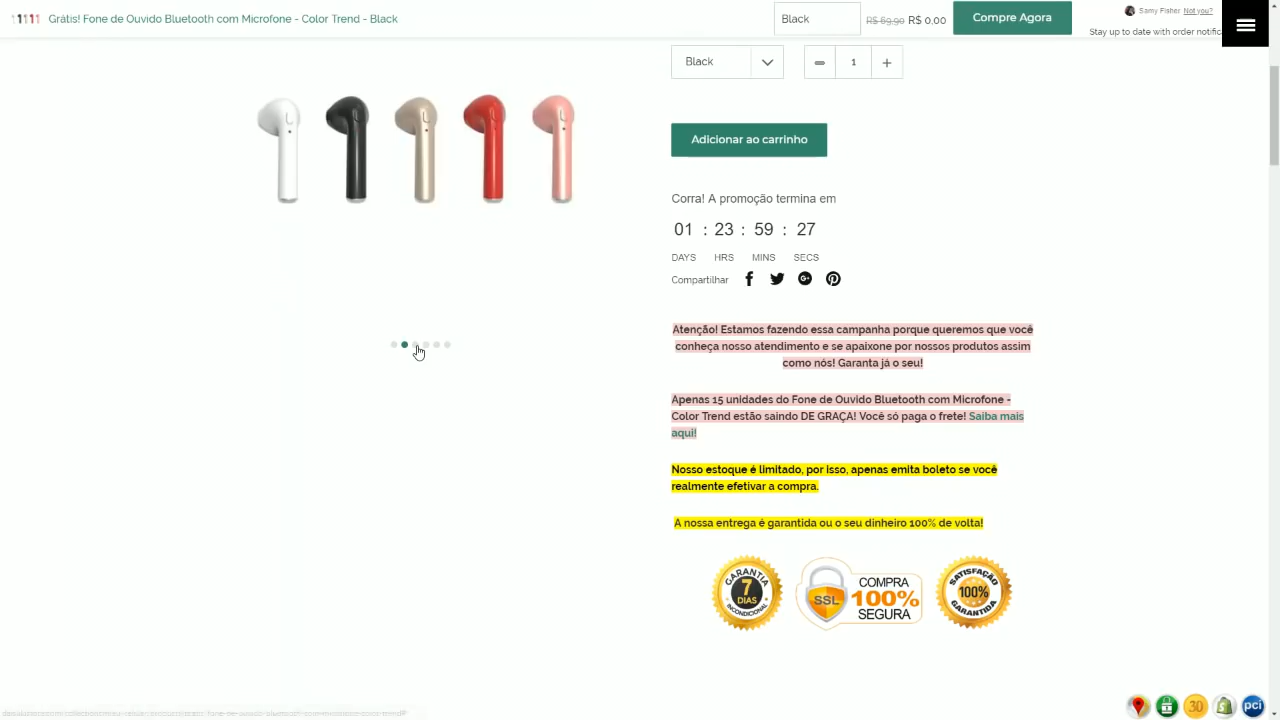 Grátis! Fone de Ouvido Bluetooth com Microfone - Color Trend - Black
Black
R$ 69,90 R$ 0,00
Compre Agora
Samy Fisher Not you?
Stay up to date with order notific
Black
1
Adicionar ao carrinho
Corra! A promoção termina em
01 : 23 : 59 : 27
DAYS HRS MINS SECS
Compartilhar
Atenção! Estamos fazendo essa campanha porque queremos que você
conheça nosso atendimento e se apaixone por nossos produtos assim
como nós! Garanta já o seu!
Apenas 15 unidades do Fone de Ouvido Bluetooth com Microfone -
Color Trend estão saindo DE GRAÇA! Você só paga o frete! Saiba mais
aqui!
Nosso estoque é limitado, por isso, apenas emita boleto se você
realmente efetivar a compra.
A nossa entrega é garantida ou o seu dinheiro 100% de volta!
GARANTIA
7
DIAS
INCONDICIONAL
SSL
COMPRA
100%
SEGURA
SATISFAÇÃO
100%
GARANTIDA
30
pci